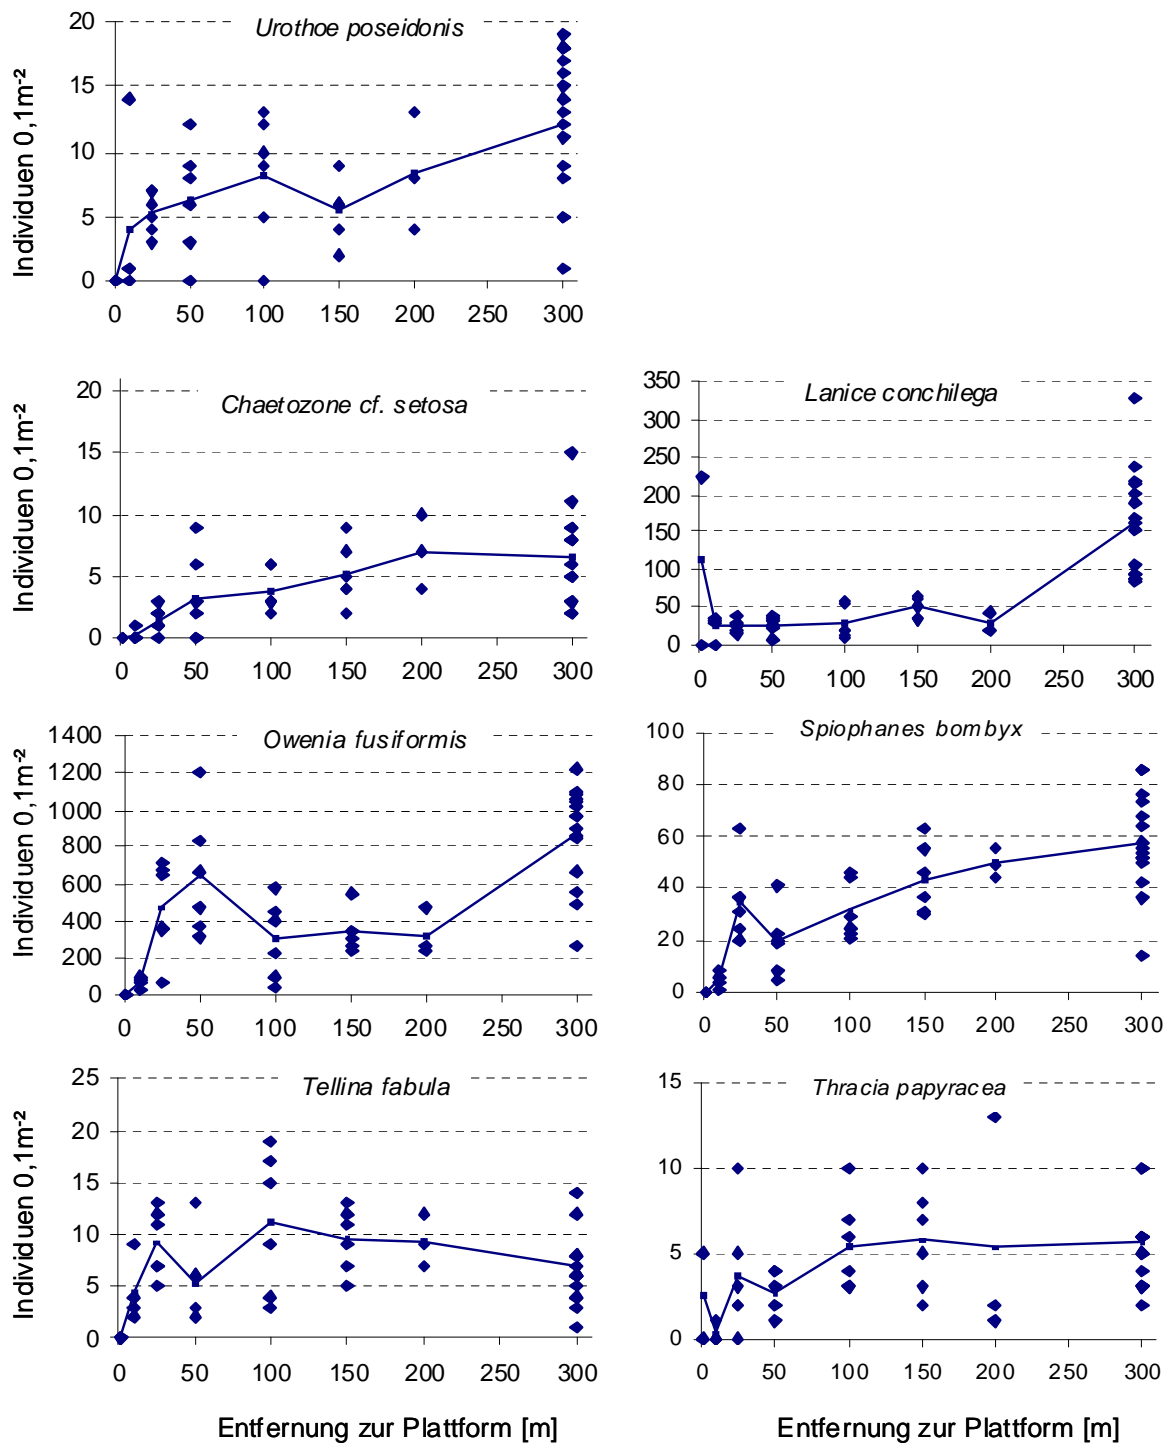 Urothoe poseidonis
Individuen 0,1m⁻²
20
15
10
5
0
0 50 100 150 200 250 300
Chaetozone cf. setosa
Individuen 0,1m⁻²
20
15
10
5
0
0 50 100 150 200 250 300
Lanice conchilega
350
300
250
200
150
100
50
0
0 50 100 150 200 250 300
Owenia fusiformis
1400
1200
1000
800
600
400
200
0
0 50 100 150 200 250 300
Spiophanes bombyx
100
80
60
40
20
0
0 50 100 150 200 250 300
Tellina fabula
Individuen 0,1m⁻²
25
20
15
10
5
0
0 50 100 150 200 250 300
Entfernung zur Plattform [m]
Thracia papyracea
15
10
5
0
0 50 100 150 200 250 300
Entfernung zur Plattform [m]